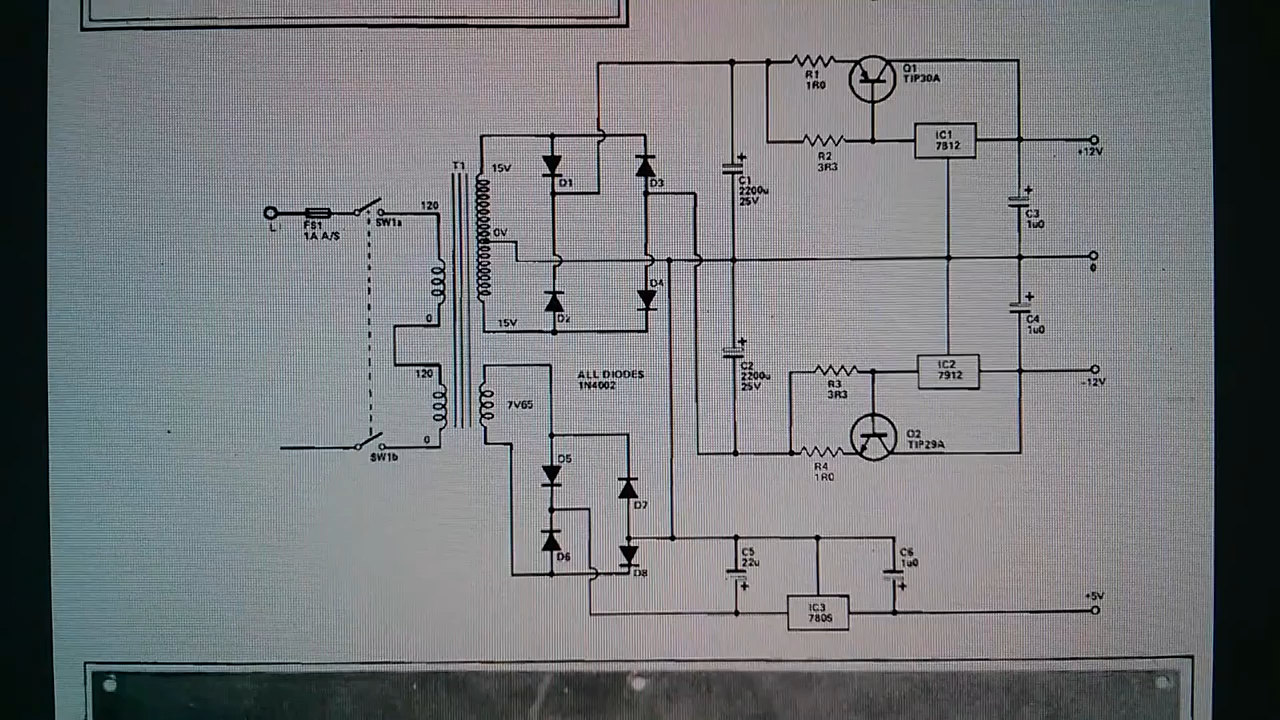 R1
1R0
Q1
TIP30A
R2
3R3
IC1
7812
+12V
T1
15V
D1
D3
+
C1
2200u
25V
L
FS1
1A A/S
SW1a
120
0V
+
C3
1u0
0
D2
D4
15V
0
+
C4
1u0
120
7V65
ALL DIODES
1N4002
+
C2
2200u
25V
R3
3R3
IC2
7912
-12V
0
SW1b
D5
R4
1R0
Q2
TIP29A
D7
D6
D8
C5
22u
+
C6
1u0
+
IC3
7805
+5V